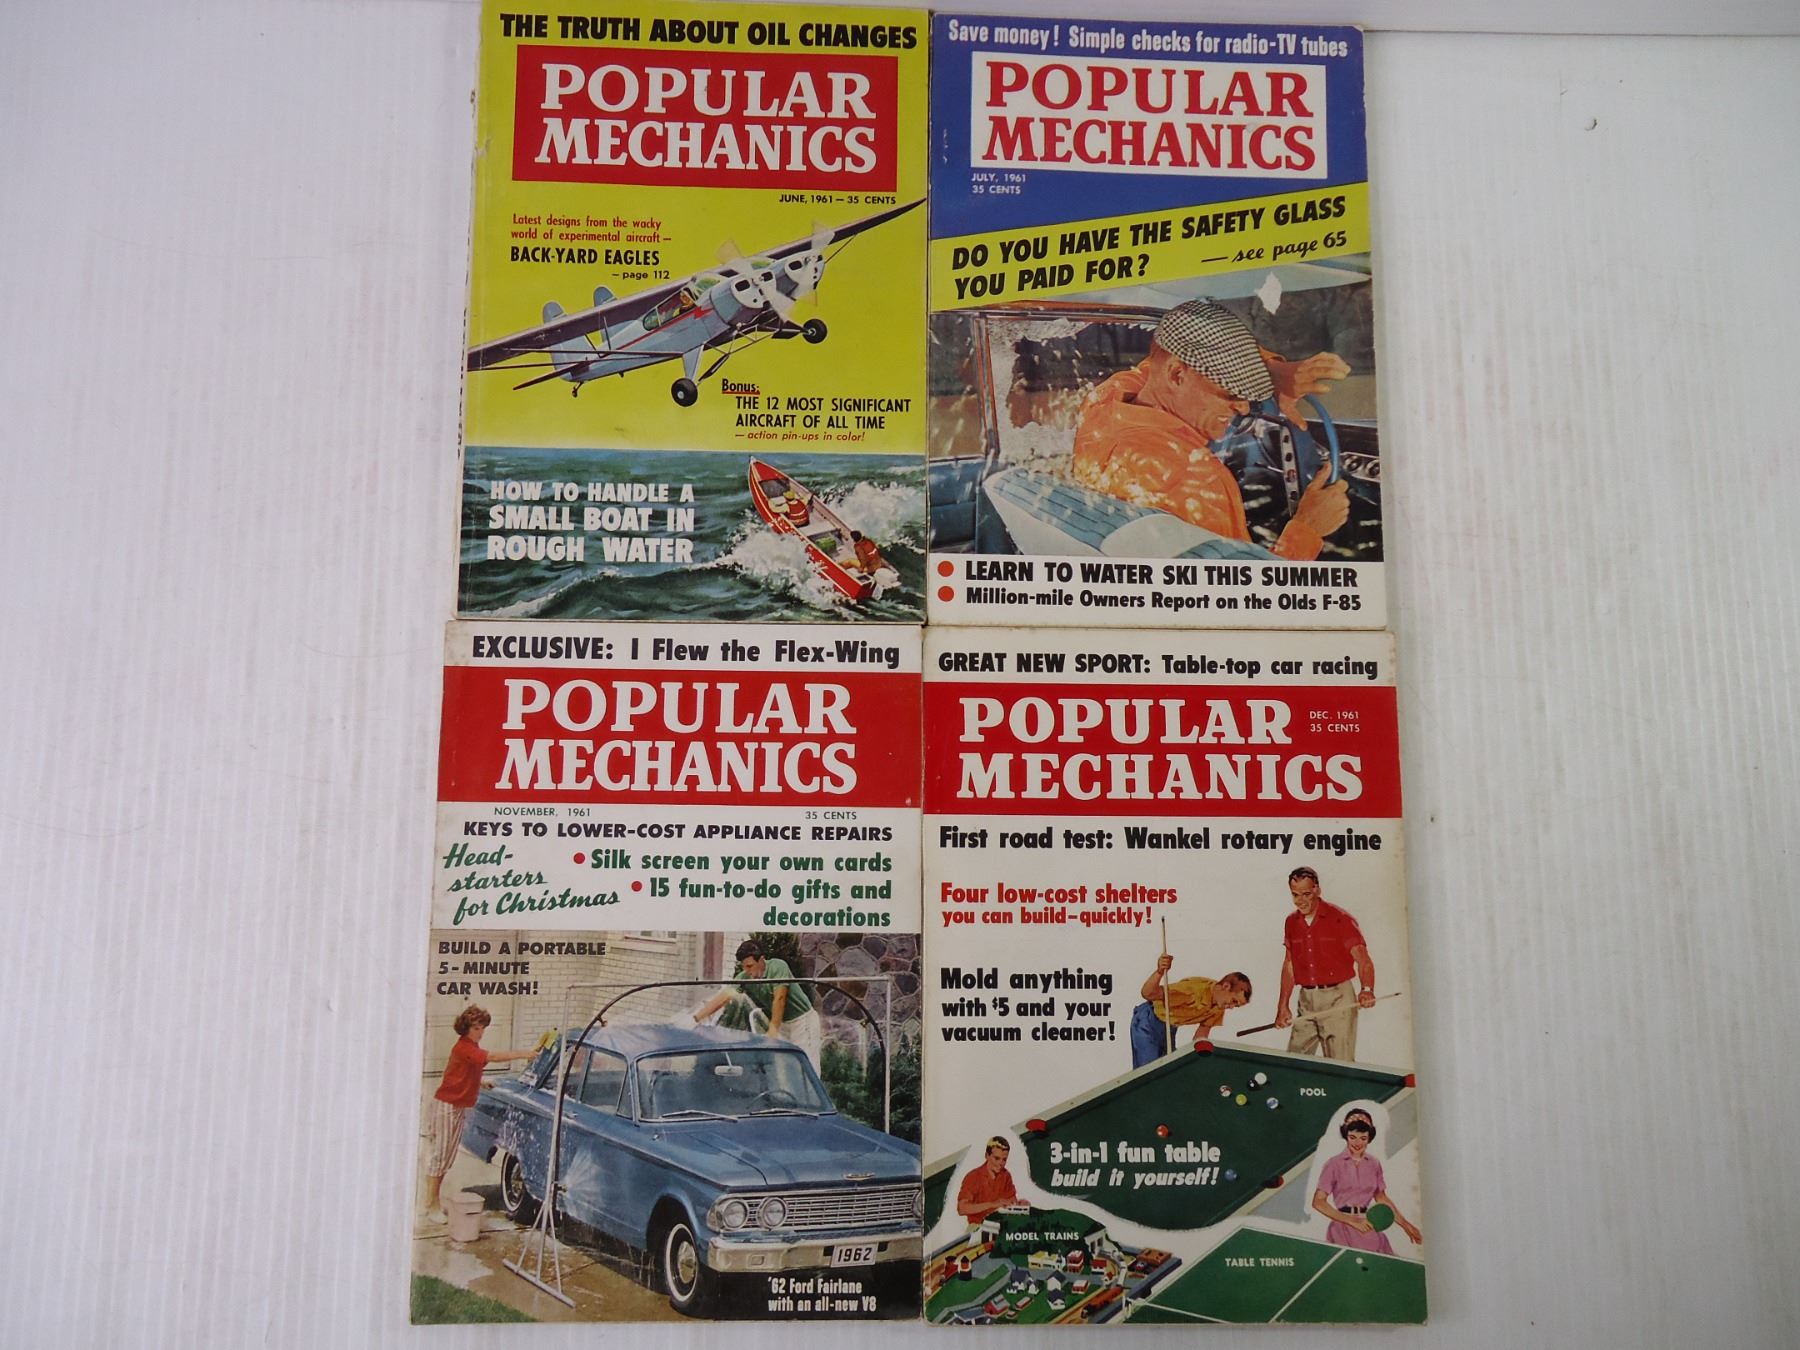 THE TRUTH ABOUT OIL CHANGES
POPULAR
MECHANICS
JUNE, 1961 — 35 CENTS
Latest designs from the wacky
world of experimental aircraft —
BACK-YARD EAGLES
— page 112
Bonus:
THE 12 MOST SIGNIFICANT
AIRCRAFT OF ALL TIME
— action pin-ups in color!
HOW TO HANDLE A
SMALL BOAT IN
ROUGH WATER
Save money! Simple checks for radio-TV tubes
POPULAR
MECHANICS
JULY, 1961
35 CENTS
DO YOU HAVE THE SAFETY GLASS
YOU PAID FOR? — see page 65
• LEARN TO WATER SKI THIS SUMMER
• Million-mile Owners Report on the Olds F-85
EXCLUSIVE: I Flew the Flex-Wing
POPULAR
MECHANICS
NOVEMBER, 1961 35 CENTS
KEYS TO LOWER-COST APPLIANCE REPAIRS
Head-
starters
for Christmas
• Silk screen your own cards
• 15 fun-to-do gifts and
decorations
BUILD A PORTABLE
5-MINUTE
CAR WASH!
1962
'62 Ford Fairlane
with an all-new V8
GREAT NEW SPORT: Table-top car racing
POPULAR
MECHANICS
DEC. 1961
35 CENTS
First road test: Wankel rotary engine
Four low-cost shelters
you can build-quickly!
Mold anything
with $5 and your
vacuum cleaner!
POOL
3-in-1 fun table
build it yourself!
MODEL TRAINS
TABLE TENNIS